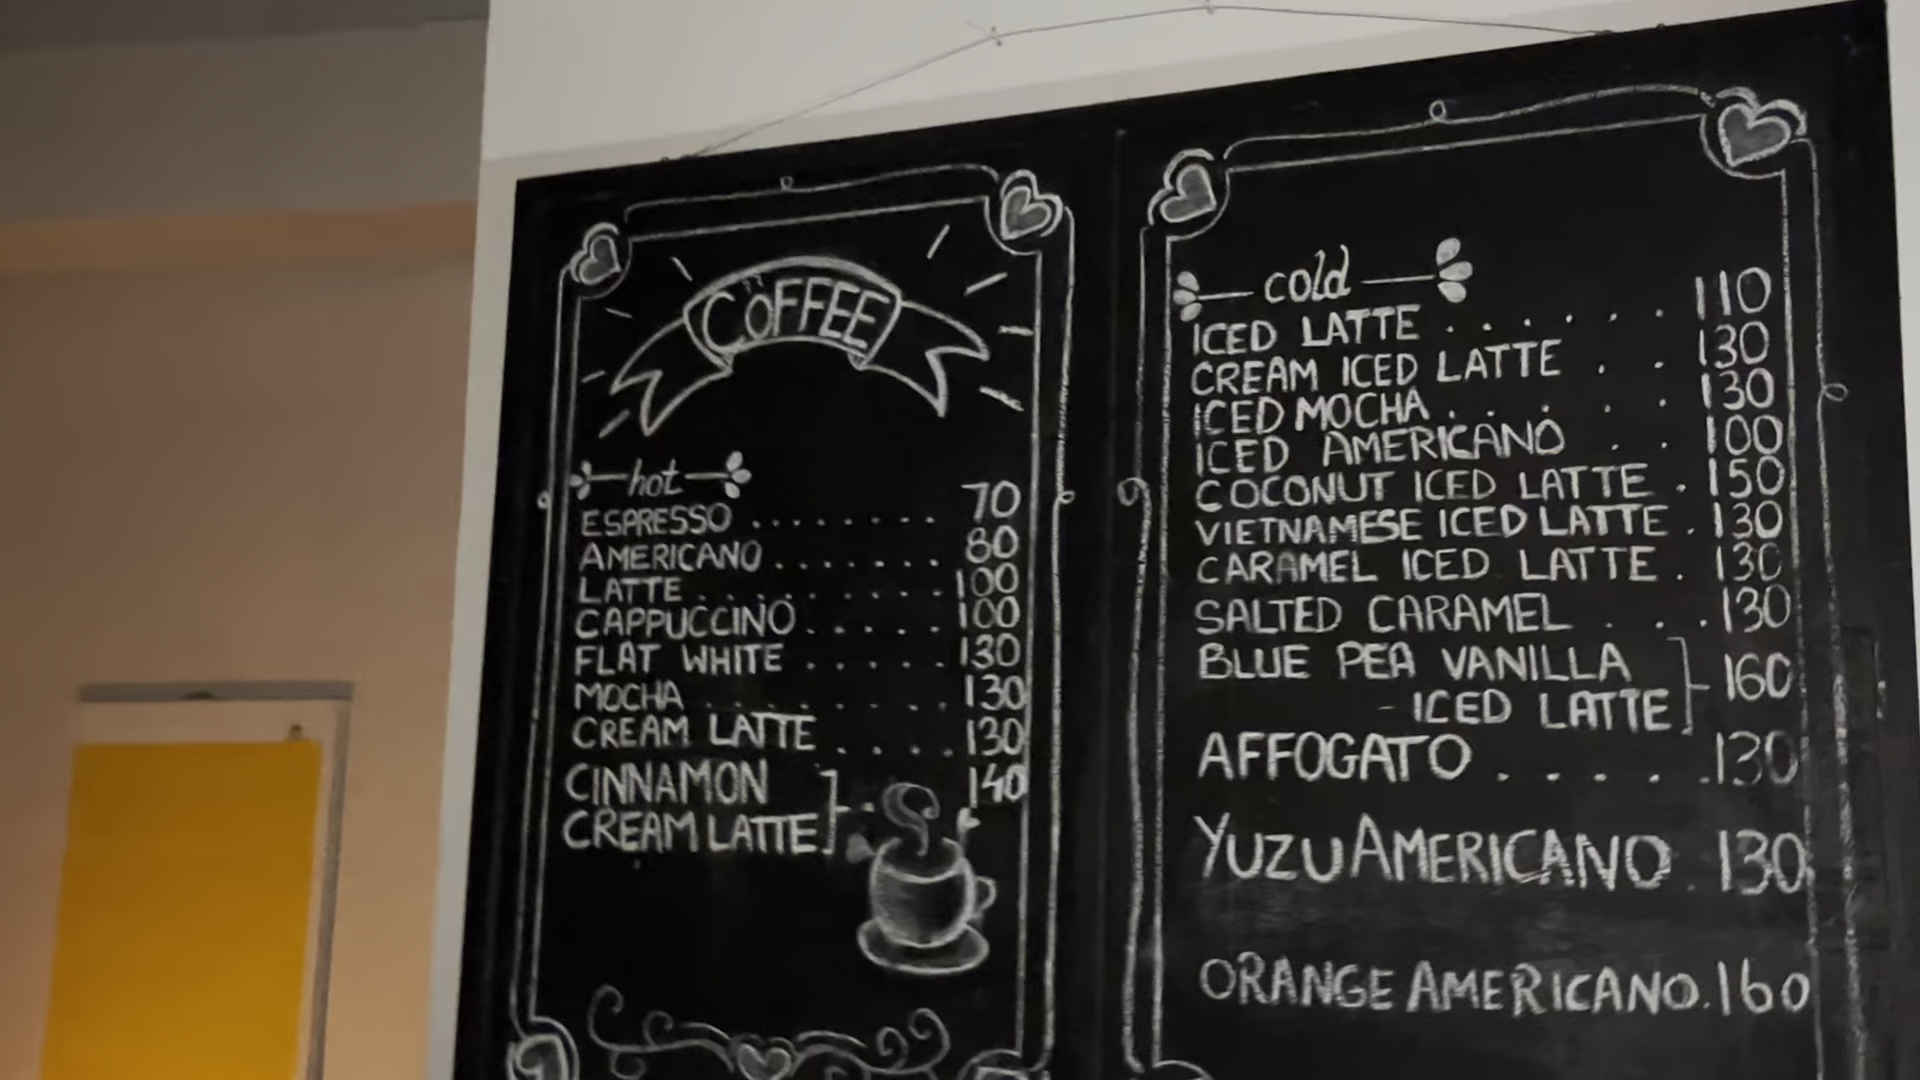 COFFEE
hot
ESPRESSO ........ 70
AMERICANO ....... 80
LATTE ......... 100
CAPPUCCINO ..... 100
FLAT WHITE ..... 130
MOCHA ........ 130
CREAM LATTE .... 130
CINNAMON 140
CREAM LATTE
cold
ICED LATTE ...... 110
CREAM ICED LATTE .. 130
ICED MOCHA ..... 130
ICED AMERICANO .. 100
COCONUT ICED LATTE . 150
VIETNAMESE ICED LATTE . 130
CARAMEL ICED LATTE . 130
SALTED CARAMEL ... 130
BLUE PEA VANILLA 160
- ICED LATTE
AFFOGATO ..... 130
YUZU AMERICANO . 130
ORANGE AMERICANO . 160